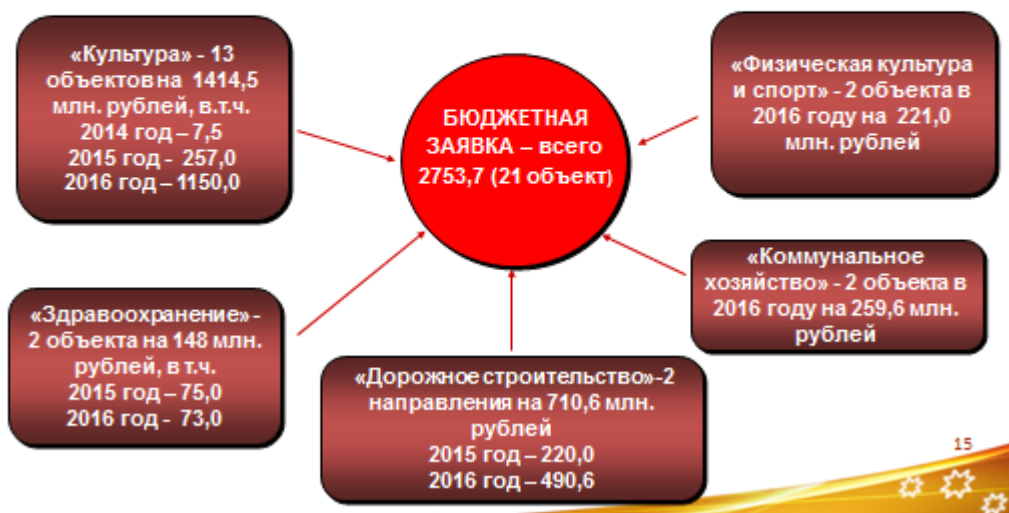 «Культура» - 13
объектов на 1414,5
млн. рублей, в.т.ч.
2014 год – 7,5
2015 год - 257,0
2016 год – 1150,0
БЮДЖЕТНАЯ
ЗАЯВКА – всего
2753,7 (21 объект)
«Физическая культура
и спорт» - 2 объекта в
2016 году на 221,0
млн. рублей
«Коммунальное
хозяйство» - 2 объекта в
2016 году на 259,6 млн.
рублей
«Здравоохранение» -
2 объекта на 148 млн.
рублей, в т.ч.
2015 год – 75,0
2016 год - 73,0
«Дорожное строительство»-2
направления на 710,6 млн.
рублей
2015 год – 220,0
2016 год – 490,6
15